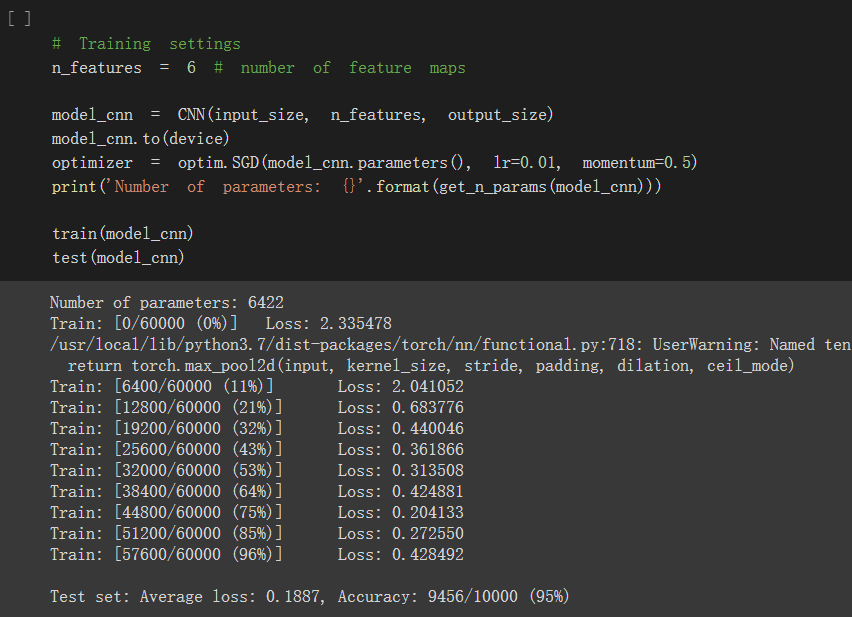 [ ]
# Training settings
n_features = 6 # number of feature maps
model_cnn = CNN(input_size, n_features, output_size)
model_cnn.to(device)
optimizer = optim.SGD(model_cnn.parameters(), lr=0.01, momentum=0.5)
print('Number of parameters: {}'.format(get_n_params(model_cnn)))
train(model_cnn)
test(model_cnn)
Number of parameters: 6422
Train: [0/60000 (0%)] Loss: 2.335478
/usr/local/lib/python3.7/dist-packages/torch/nn/functional.py:718: UserWarning: Named ten
return torch.max_pool2d(input, kernel_size, stride, padding, dilation, ceil_mode)
Train: [6400/60000 (11%)] Loss: 2.041052
Train: [12800/60000 (21%)] Loss: 0.683776
Train: [19200/60000 (32%)] Loss: 0.440046
Train: [25600/60000 (43%)] Loss: 0.361866
Train: [32000/60000 (53%)] Loss: 0.313508
Train: [38400/60000 (64%)] Loss: 0.424881
Train: [44800/60000 (75%)] Loss: 0.204133
Train: [51200/60000 (85%)] Loss: 0.272550
Train: [57600/60000 (96%)] Loss: 0.428492
Test set: Average loss: 0.1887, Accuracy: 9456/10000 (95%)